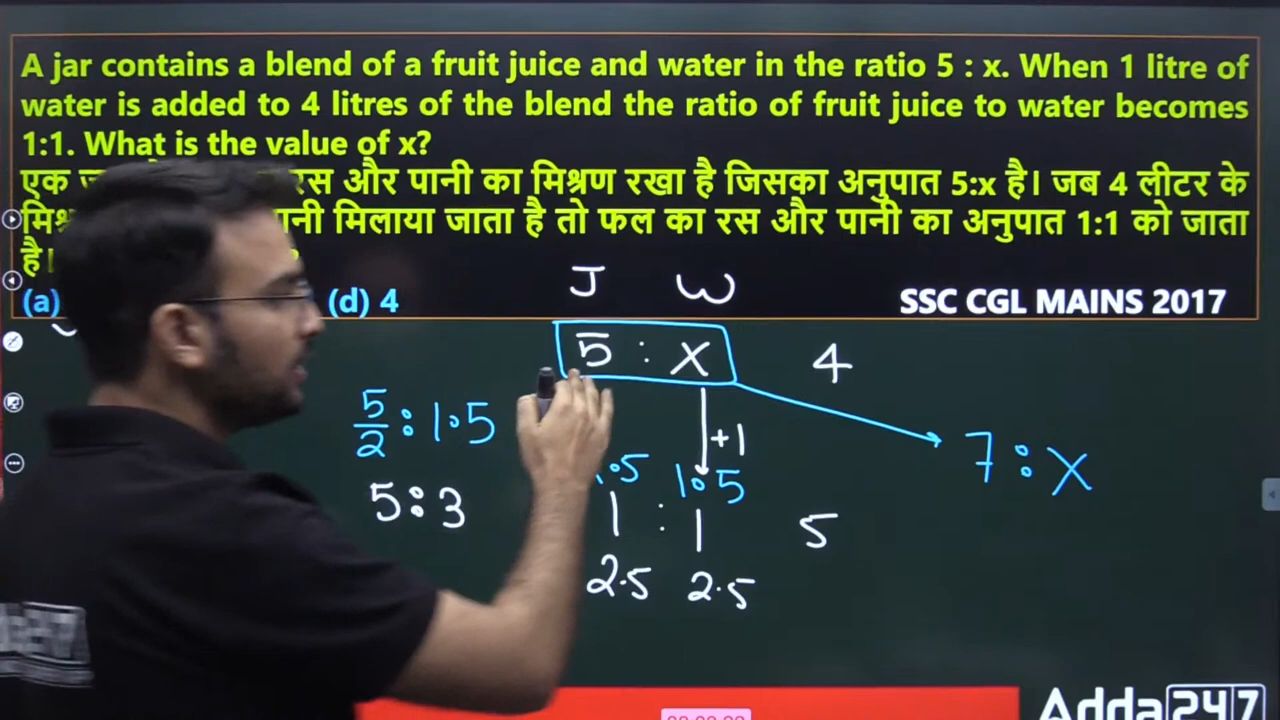 A jar contains a blend of a fruit juice and water in the ratio 5 : x. When 1 litre of
water is added to 4 litres of the blend the ratio of fruit juice to water becomes
1:1. What is the value of x?
एक रस और पानी का मिश्रण रखा है जिसका अनुपात 5:x है। जब 4 लीटर के
मिलाया जाता है तो फल का रस और पानी का अनुपात 1:1 को जाता
है।
(a) (d) 4 SSC CGL MAINS 2017
J W
5 : x 4
5/2 : 1.5 +1 7 : x
.5 1.5
5:3 1 : 1 5
2.5 2.5
Adda247